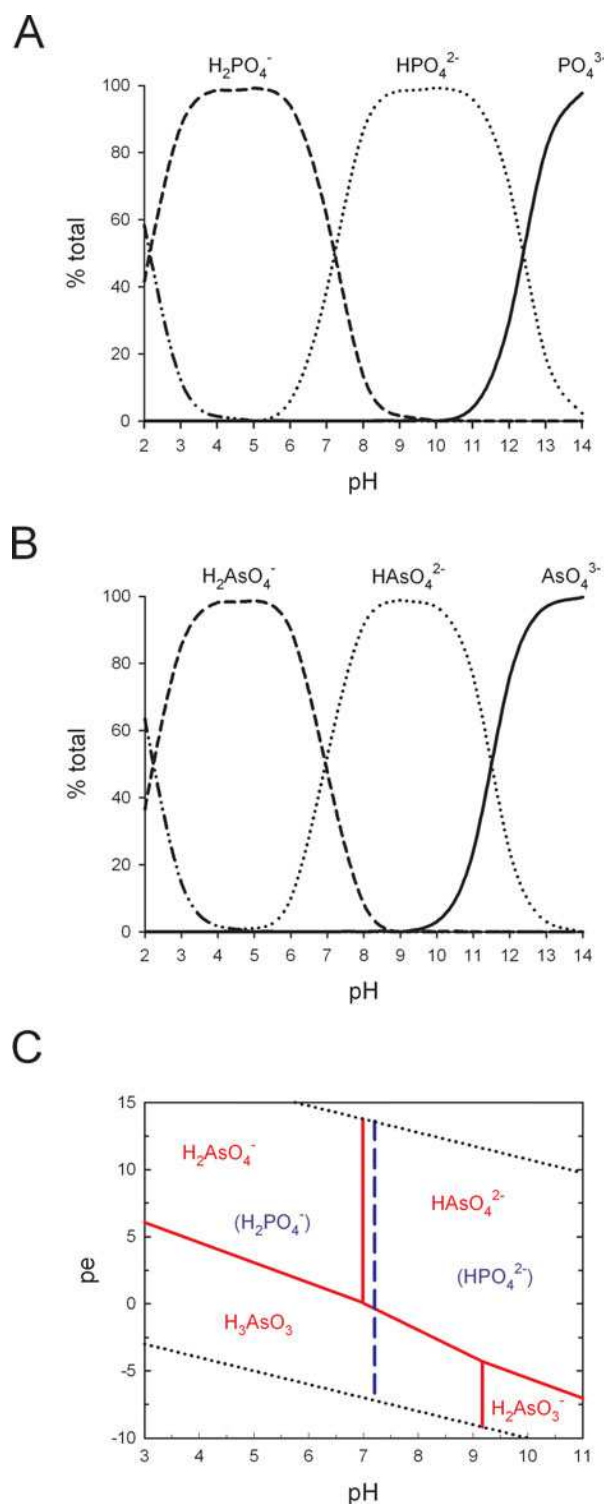 A
H₂PO₄⁻ HPO₄²⁻ PO₄³⁻
100
80
60
40
20
0
% total
2 3 4 5 6 7 8 9 10 11 12 13 14
pH
B
H₂AsO₄⁻ HAsO₄²⁻ AsO₄³⁻
100
80
60
40
20
0
% total
2 3 4 5 6 7 8 9 10 11 12 13 14
pH
C
15
10
5
0
-5
-10
pe
H₂AsO₄⁻
HAsO₄²⁻
(H₂PO₄⁻)
(HPO₄²⁻)
H₃AsO₃
H₂AsO₃⁻
3 4 5 6 7 8 9 10 11
pH